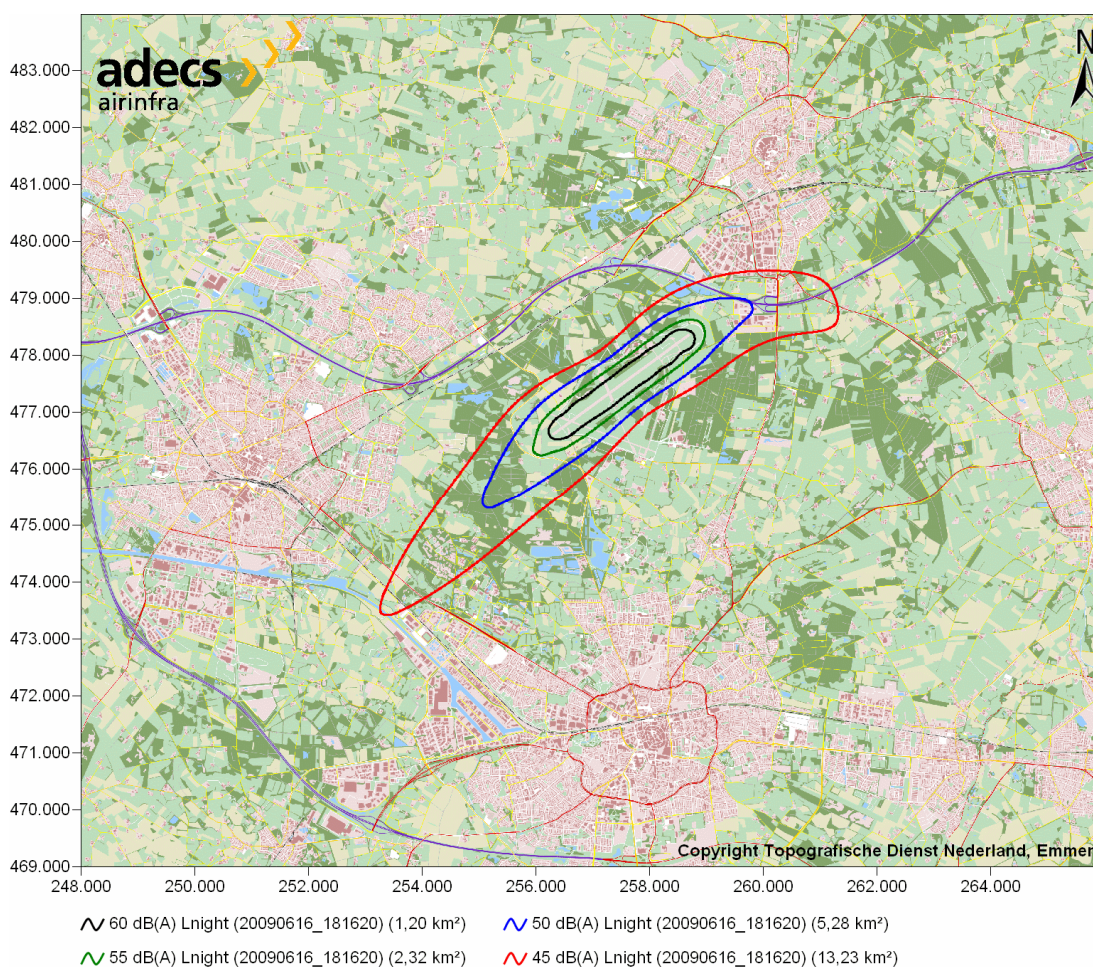 adecs
airinfra
N
483.000
482.000
481.000
480.000
479.000
478.000
477.000
476.000
475.000
474.000
473.000
472.000
471.000
470.000
469.000
Copyright Topografische Dienst Nederland, Emmen
248.000 250.000 252.000 254.000 256.000 258.000 260.000 262.000 264.000
60 dB(A) Lnight (20090616_181620) (1,20 km²) 50 dB(A) Lnight (20090616_181620) (5,28 km²)
55 dB(A) Lnight (20090616_181620) (2,32 km²) 45 dB(A) Lnight (20090616_181620) (13,23 km²)